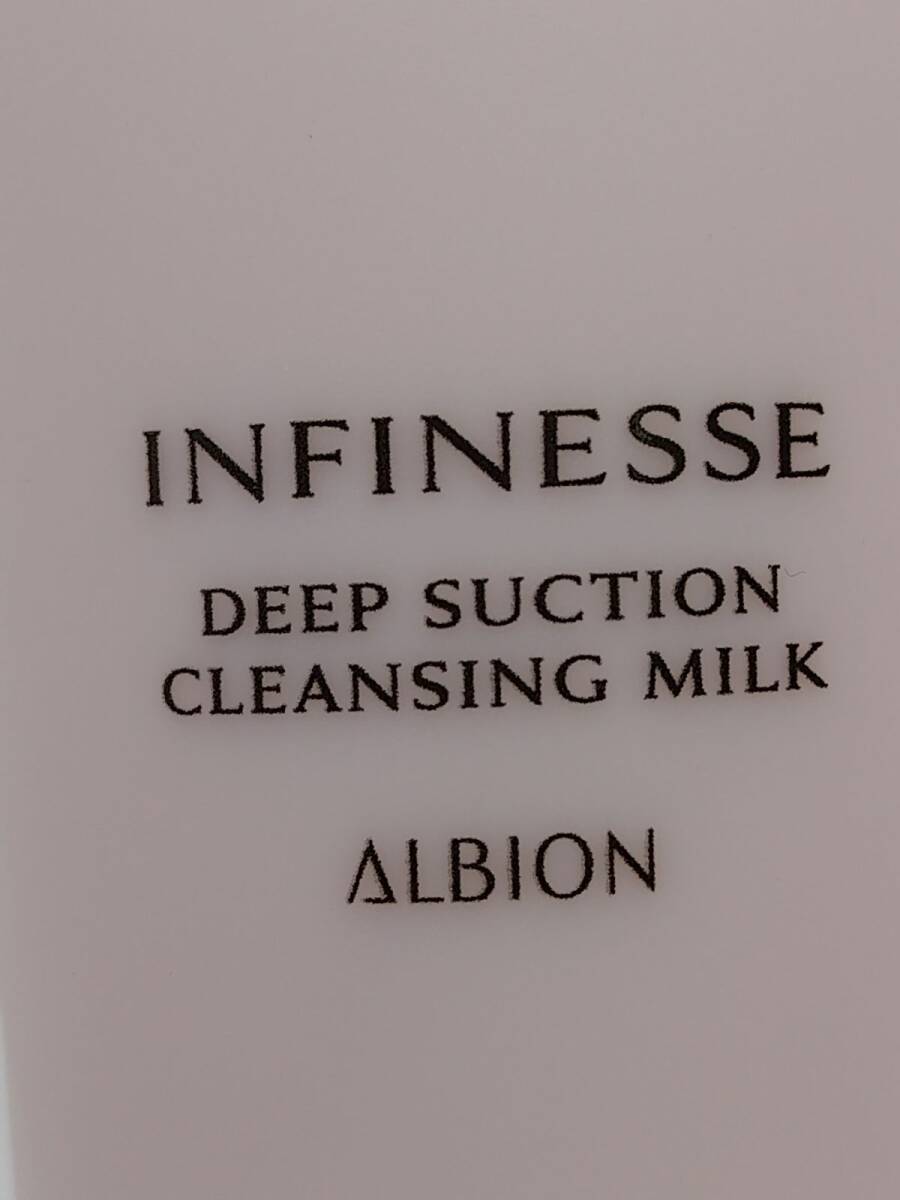 INFINESSE
DEEP SUCTION
CLEANSING MILK
ALBION